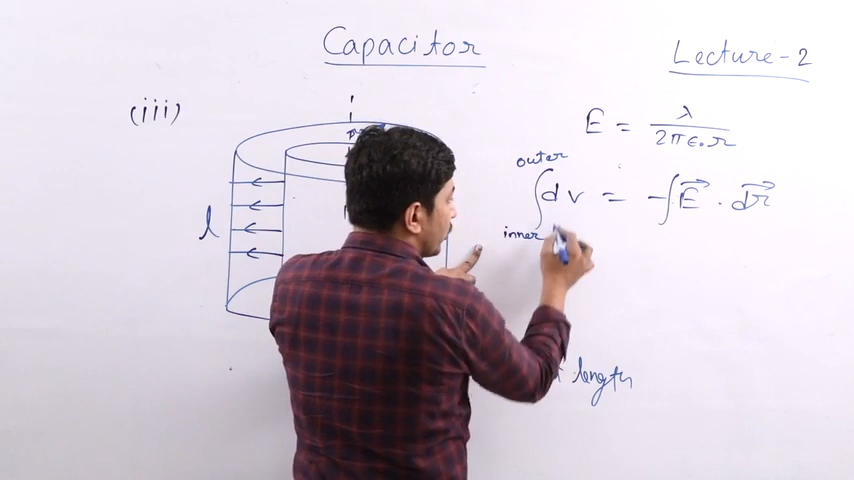 Capacitor
Lecture-2
(iii)
E = λ / 2πε₀r
outer
∫dv = -∫E⃗ . dr⃗
inner
l
length